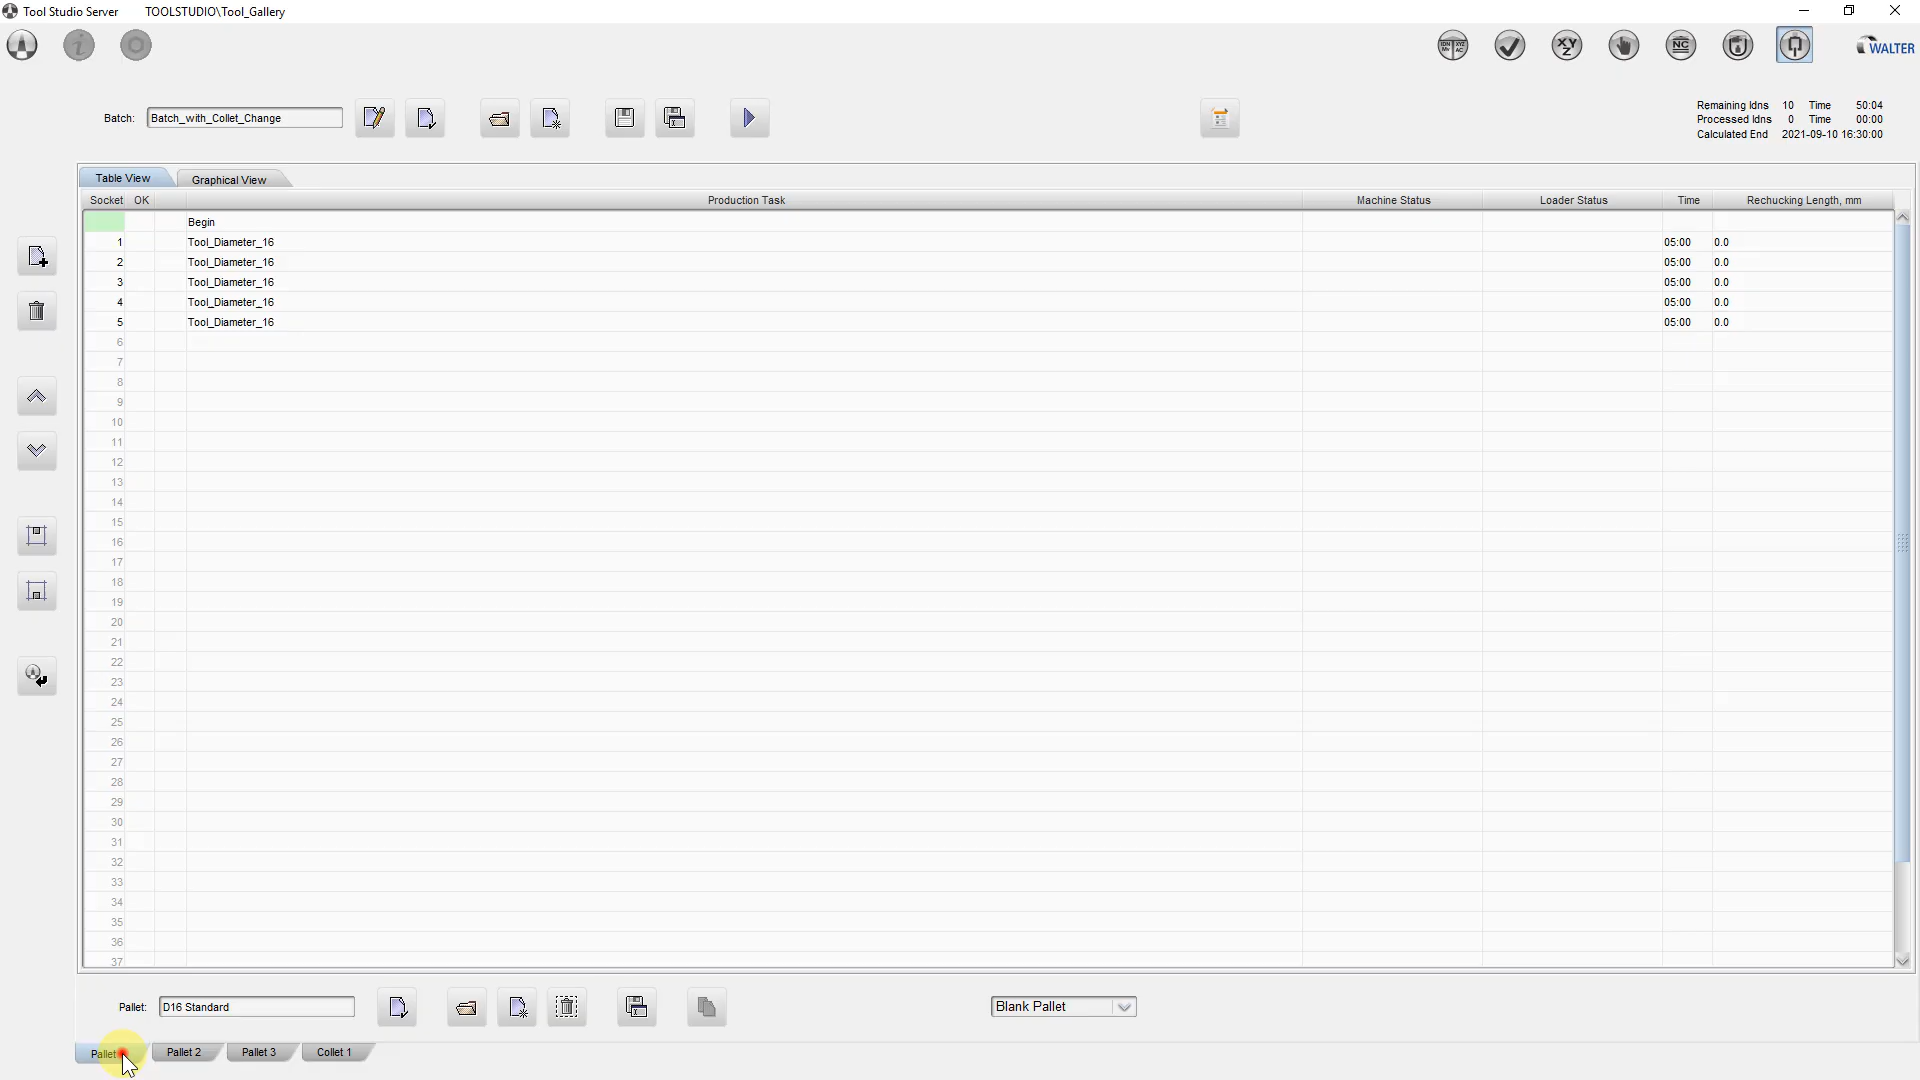 Tool Studio Server TOOLSTUDIO\Tool_Gallery
IDN XYZ
Mv AC
XY
Z
NC
WALTER
Batch: Batch_with_Collet_Change
Remaining Idns 10 Time 50:04
Processed Idns 0 Time 00:00
Calculated End 2021-09-10 16:30:00
Table View Graphical View
Socket OK Production Task Machine Status Loader Status Time Rechucking Length, mm
Begin
1 Tool_Diameter_16 05:00 0.0
2 Tool_Diameter_16 05:00 0.0
3 Tool_Diameter_16 05:00 0.0
4 Tool_Diameter_16 05:00 0.0
5 Tool_Diameter_16 05:00 0.0
6
7
8
9
10
11
12
13
14
15
16
17
18
19
20
21
22
23
24
25
26
27
28
29
30
31
32
33
34
35
36
37
Pallet: D16 Standard Blank Pallet
Pallet Pallet 2 Pallet 3 Collet 1